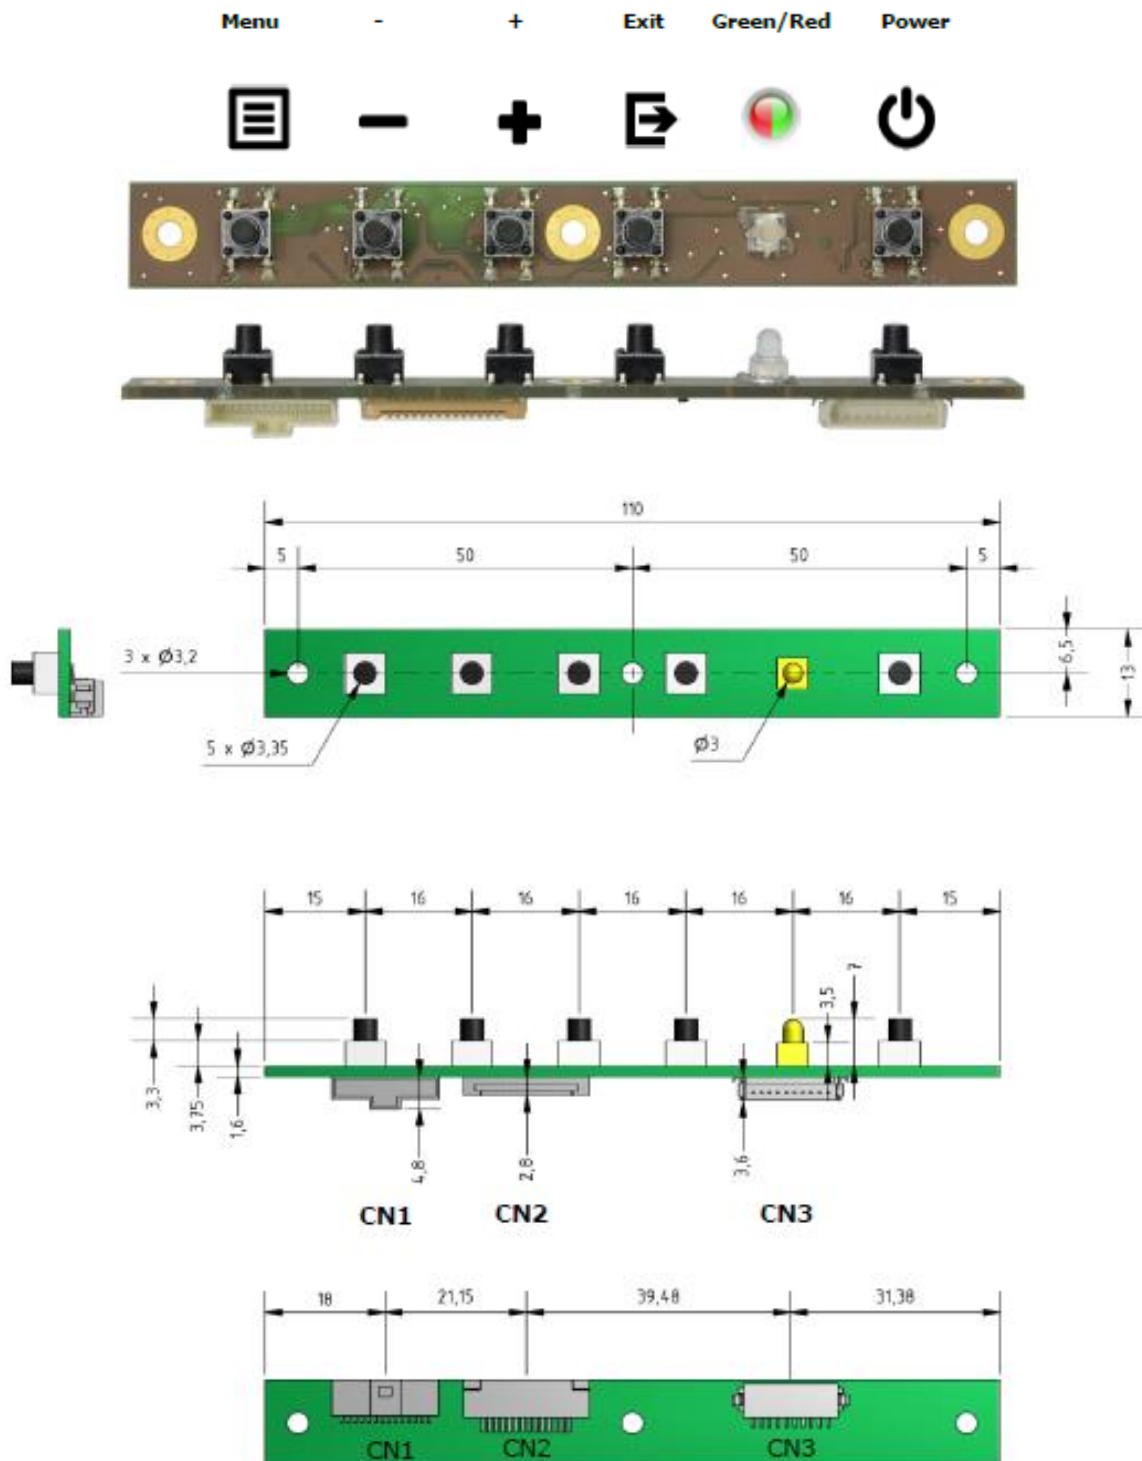 Menu - + Exit Green/Red Power
110
5 50 50 5
3 x Ø3,2
6,5
13
5 x Ø3,35
Ø3
15 16 16 16 16 16 15
7
3,5
3,3
3,75
1,6
4,8
2,8
3,6
CN1 CN2 CN3
18 21,15 39,48 31,38
CN1 CN2 CN3